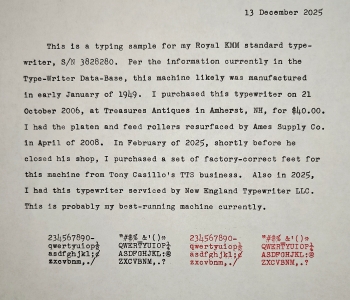 13 December 2025
This is a typing sample for my Royal KMM standard type-
writer, S/N 3828280. Per the information currently in the
Type-Writer Data-Base, this machine likely was manufactured
in early January of 1949. I purchased this typewriter on 21
October 2006, at Treasures Antiques in Amherst, NH, for $40.00.
I had the platen and feed rollers resurfaced by Ames Supply Co.
in April of 2008. In February of 2025, shortly before he
closed his shop, I purchased a set of factory-correct feet for
this machine from Tony Casillo's TTS business. Also in 2025,
I had this typewriter serviced by New England Typewriter LLC.
This is probably my best-running machine currently.
234567890- "#$% &'()* 234567890- "#$% &'()*
qwertyuiop½ QWERTYUIOP¼ qwertyuiop½ QWERTYUIOP¼
asdfghjkl;¢ ASDFGHJKL:@ asdfghjkl;¢ ASDFGHJKL:@
zxcvbnm,./ ZXCVBNM,.? zxcvbnm,./ ZXCVBNM,.?